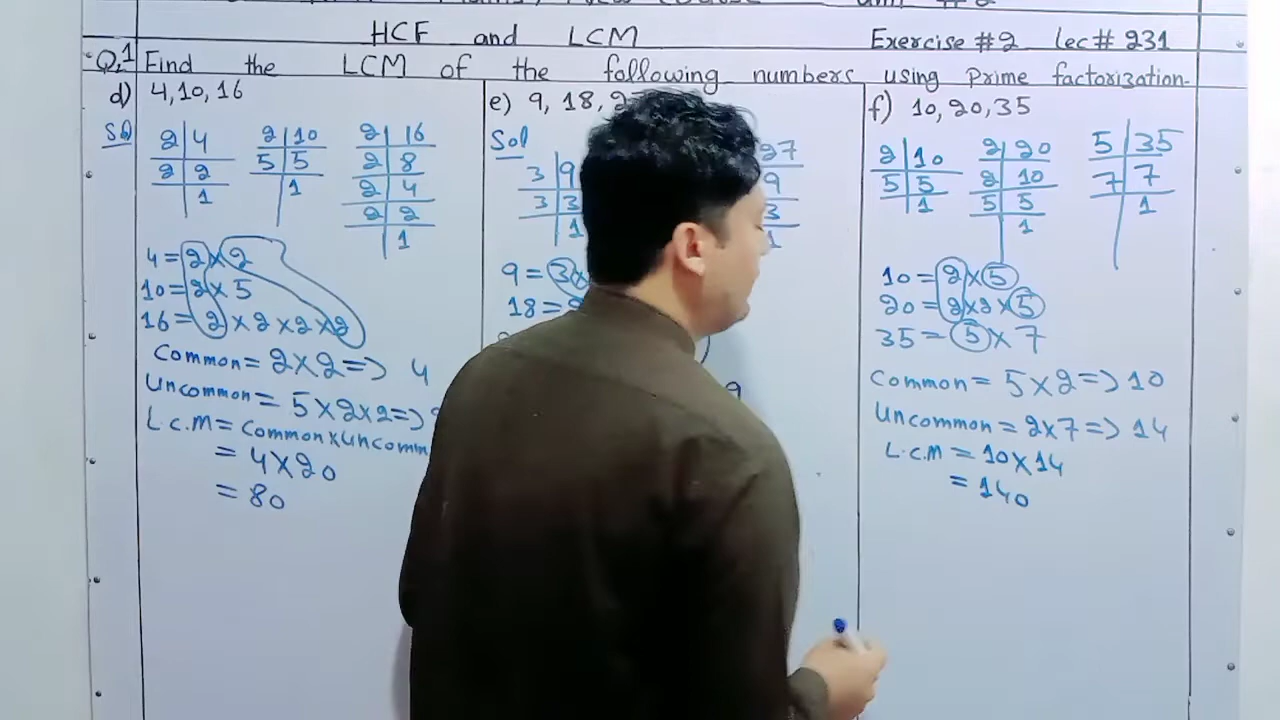 HCF and LCM Exercise #2 Lec# 231
Q.1 Find the LCM of the following numbers using Prime factorization.
d) 4, 10, 16
Sol
2 4
2 2
1
2 10
5 5
1
2 16
2 8
2 4
2 2
1
4 = 2 × 2
10 = 2 × 5
16 = 2 × 2 × 2 × 2
Common = 2 × 2 => 4
Uncommon = 5 × 2 × 2 =>
L.C.M = Common × Uncomm
= 4 × 20
= 80
e) 9, 18, 2
Sol
3 9
3 3
1
27
9
3
1
9 = 3 ×
18 =
9
f) 10, 20, 35
2 10
5 5
1
2 20
2 10
5 5
1
5 35
7 7
1
10 = 2 × 5
20 = 2 × 2 × 5
35 = 5 × 7
Common = 5 × 2 => 10
Uncommon = 2 × 7 => 14
L.C.M = 10 × 14
= 140